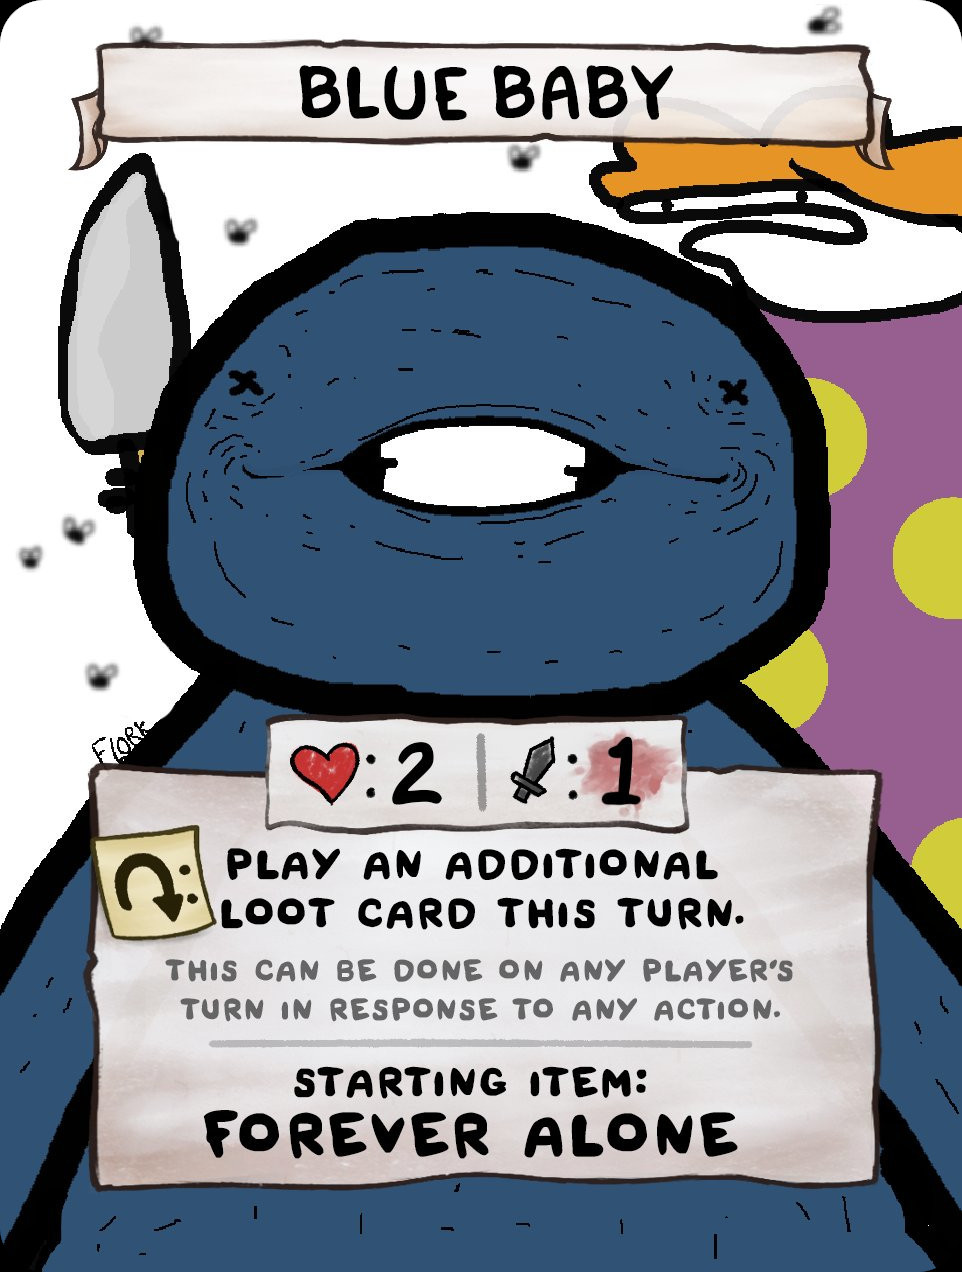 BLUE BABY
FLORK
: 2 | : 1
: PLAY AN ADDITIONAL
LOOT CARD THIS TURN.
THIS CAN BE DONE ON ANY PLAYER'S
TURN IN RESPONSE TO ANY ACTION.
STARTING ITEM:
FOREVER ALONE